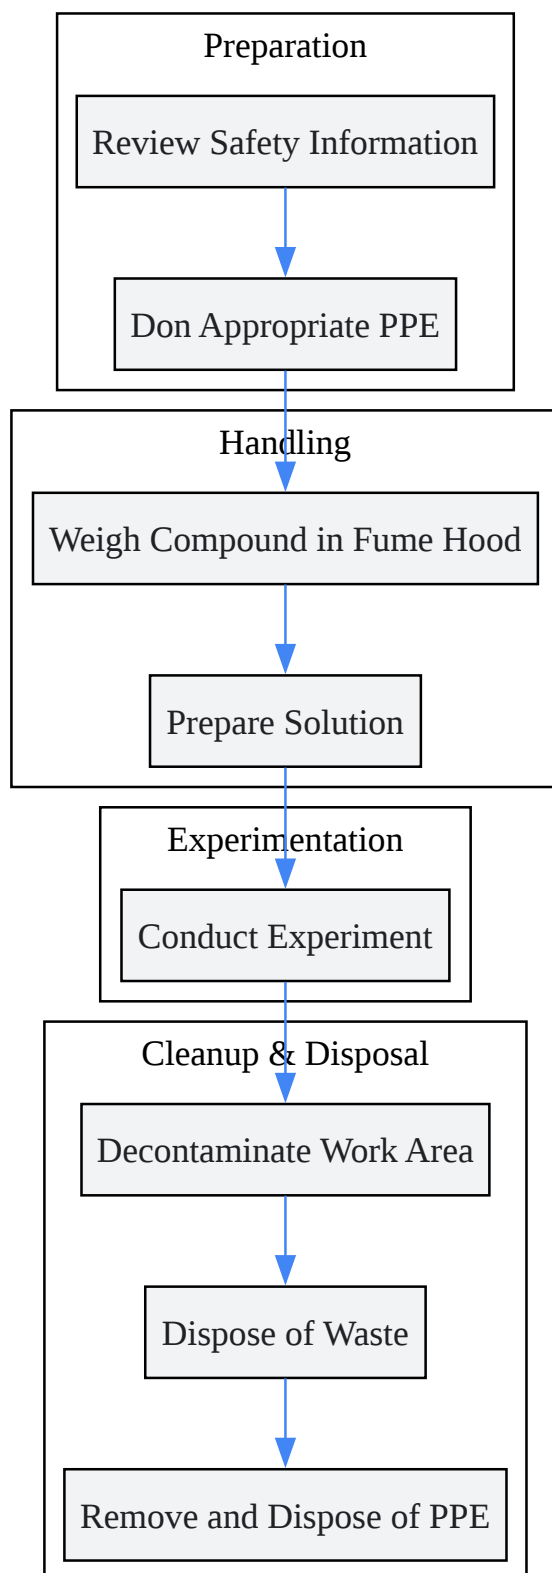 Preparation
Review Safety Information
Don Appropriate PPE
Handling
Weigh Compound in Fume Hood
Prepare Solution
Experimentation
Conduct Experiment
Cleanup & Disposal
Decontaminate Work Area
Dispose of Waste
Remove and Dispose of PPE